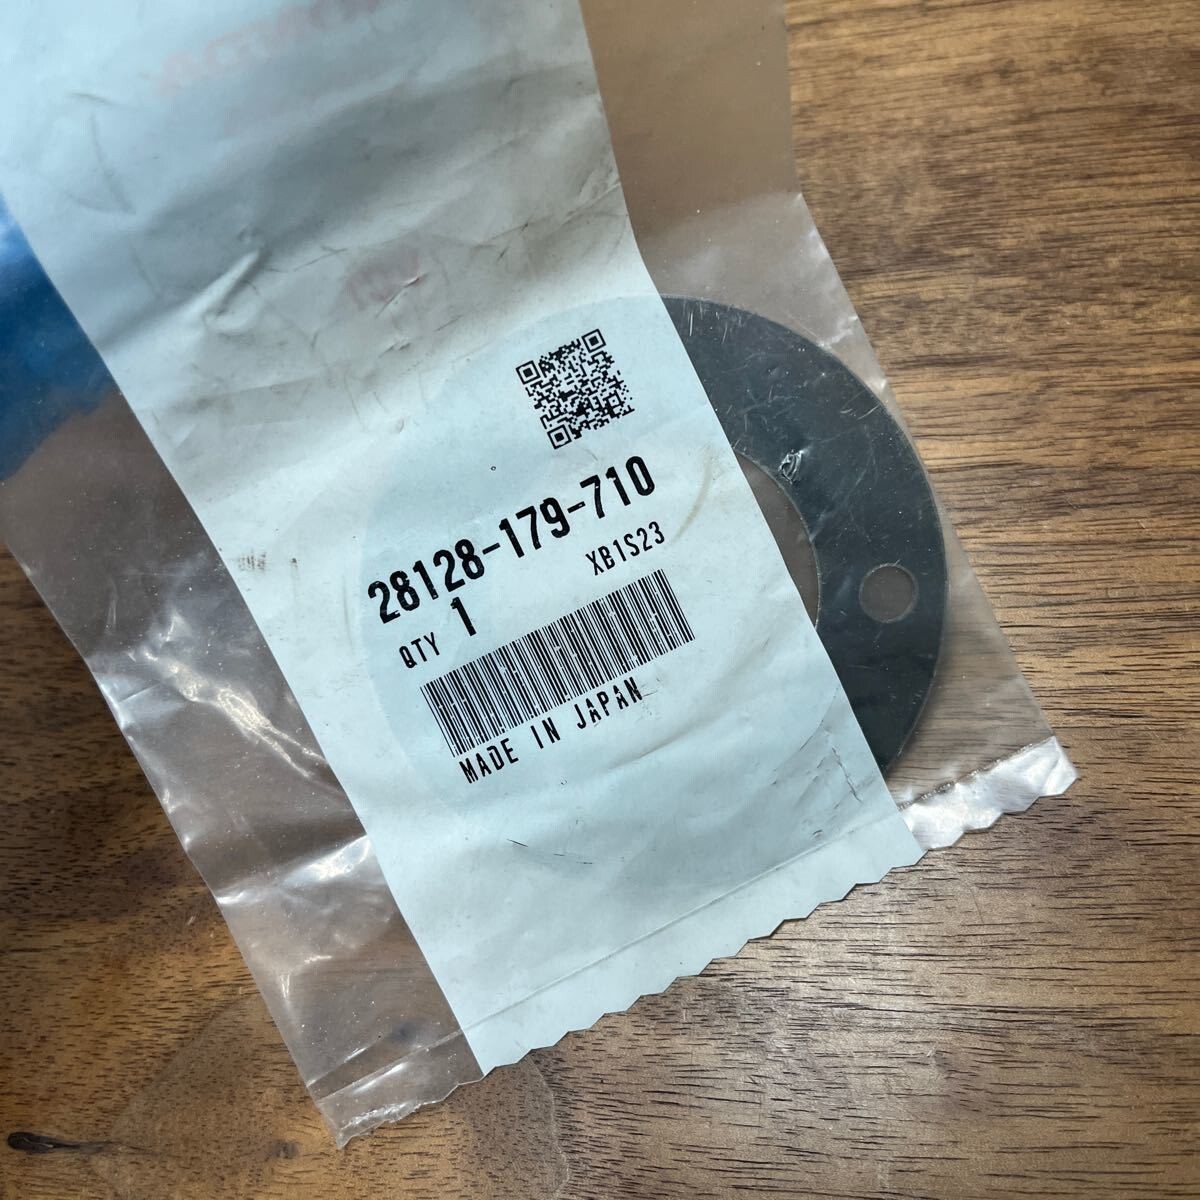 28128-179-710
XB1S23
QTY 1
MADE IN JAPAN